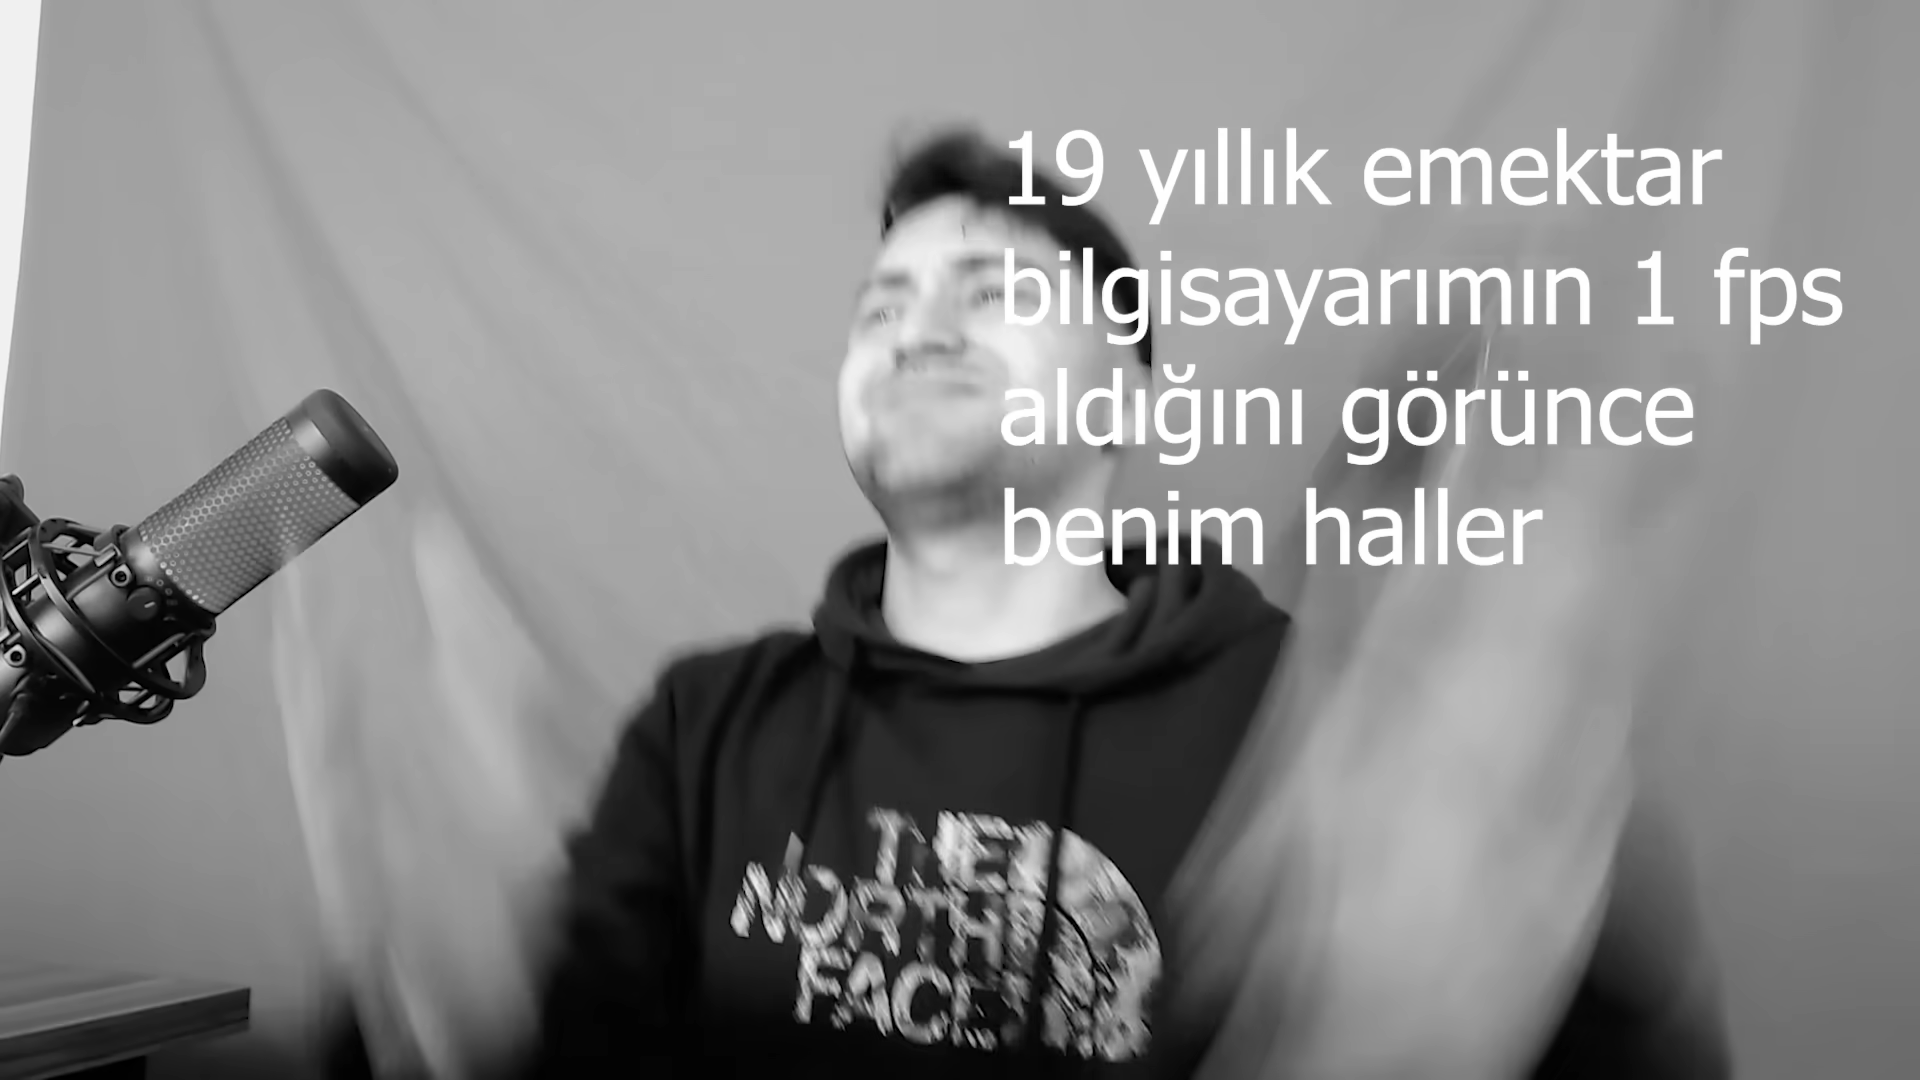 19 yıllık emektar
bilgisayarımın 1 fps
aldığını görünce
benim haller
THE
NORTH
FACE